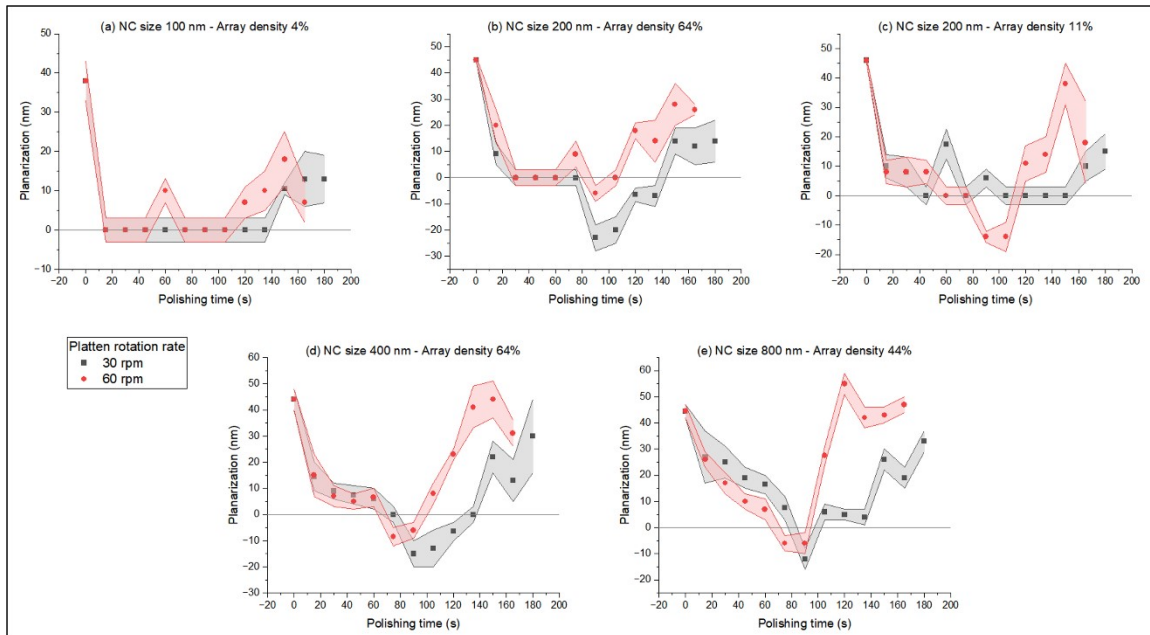 (a) NC size 100 nm - Array density 4%
Planarization (nm)
50
40
30
20
10
0
−10
−20 0 20 40 60 80 100 120 140 160 180 200
Polishing time (s)
(b) NC size 200 nm - Array density 64%
Planarization (nm)
50
40
30
20
10
0
−10
−20
−30
−20 0 20 40 60 80 100 120 140 160 180 200
Polishing time (s)
(c) NC size 200 nm - Array density 11%
Planarization (nm)
50
40
30
20
10
0
−10
−20
−20 0 20 40 60 80 100 120 140 160 180 200
Polishing time (s)
Platten rotation rate
30 rpm
60 rpm
(d) NC size 400 nm - Array density 64%
Planarization (nm)
60
50
40
30
20
10
0
−10
−20
−30
−20 0 20 40 60 80 100 120 140 160 180 200
Polishing time (s)
(e) NC size 800 nm - Array density 44%
Planarization (nm)
60
50
40
30
20
10
0
−10
−20
−20 0 20 40 60 80 100 120 140 160 180 200
Polishing time (s)